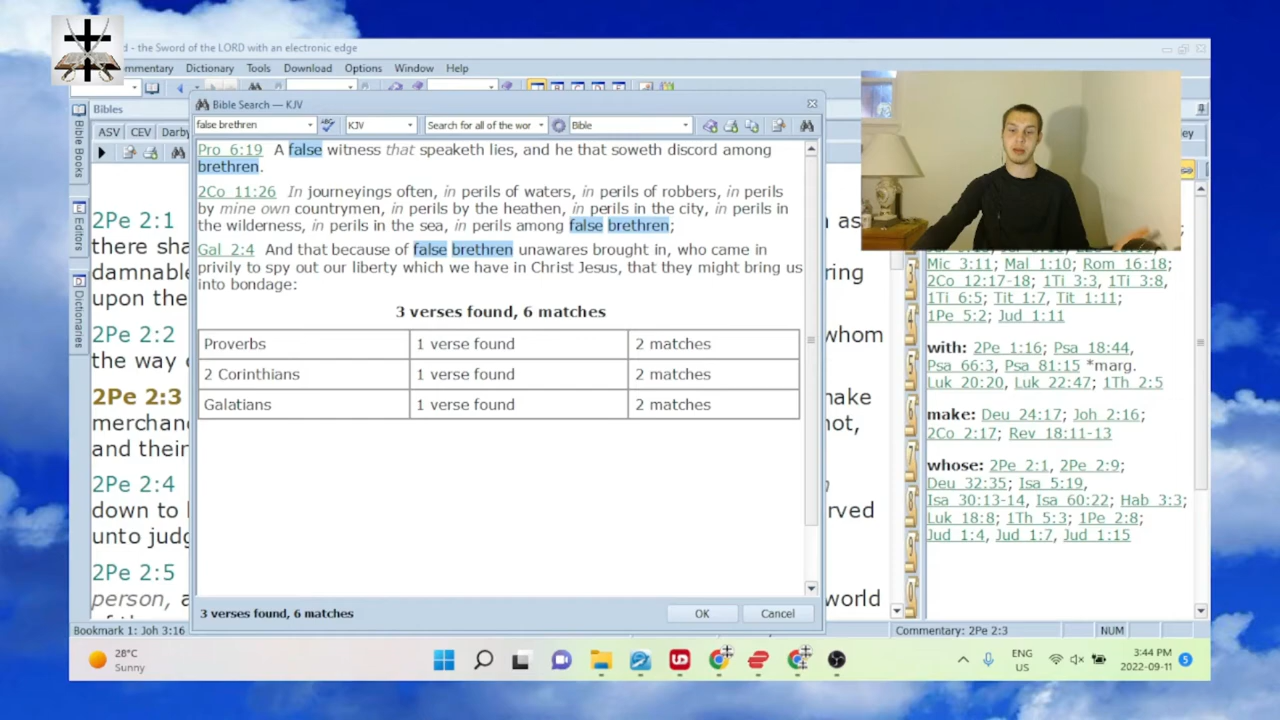 d - the Sword of the LORD with an electronic edge
mmentary Dictionary Tools Download Options Window Help
Bibles
ASV CEV Darby
Bible Books
Editors
Dictionaries
Bible Search — KJV
false brethren KJV Search for all of the wor Bible
Pro 6:19 A false witness that speaketh lies, and he that soweth discord among
brethren.
2Co 11:26 In journeyings often, in perils of waters, in perils of robbers, in perils
by mine own countrymen, in perils by the heathen, in perils in the city, in perils in
the wilderness, in perils in the sea, in perils among false brethren;
Gal 2:4 And that because of false brethren unawares brought in, who came in
privily to spy out our liberty which we have in Christ Jesus, that they might bring us
into bondage:
3 verses found, 6 matches
Proverbs 1 verse found 2 matches
2 Corinthians 1 verse found 2 matches
Galatians 1 verse found 2 matches
3 verses found, 6 matches
OK Cancel
2Pe 2:1 as
there sha
damnable ring
upon the
2Pe 2:2 whom
the way
2Pe 2:3 make
merchan not,
and their
2Pe 2:4
down to rved
unto judg
2Pe 2:5
person, a world
ey
Mic 3:11; Mal 1:10; Rom 16:18;
2Co 12:17-18; 1Ti 3:3, 1Ti 3:8,
1Ti 6:5; Tit 1:7, Tit 1:11;
1Pe 5:2; Jud 1:11
with: 2Pe 1:16; Psa 18:44,
Psa 66:3, Psa 81:15 *marg.
Luk 20:20, Luk 22:47; 1Th 2:5
make: Deu 24:17; Joh 2:16;
2Co 2:17; Rev 18:11-13
whose: 2Pe 2:1, 2Pe 2:9;
Deu 32:35; Isa 5:19,
Isa 30:13-14, Isa 60:22; Hab 3:3;
Luk 18:8; 1Th 5:3; 1Pe 2:8;
Jud 1:4, Jud 1:7, Jud 1:15
Bookmark 1: Joh 3:16 Commentary: 2Pe 2:3 NUM
28°C
Sunny
ENG
US
3:44 PM
2022-09-11
5